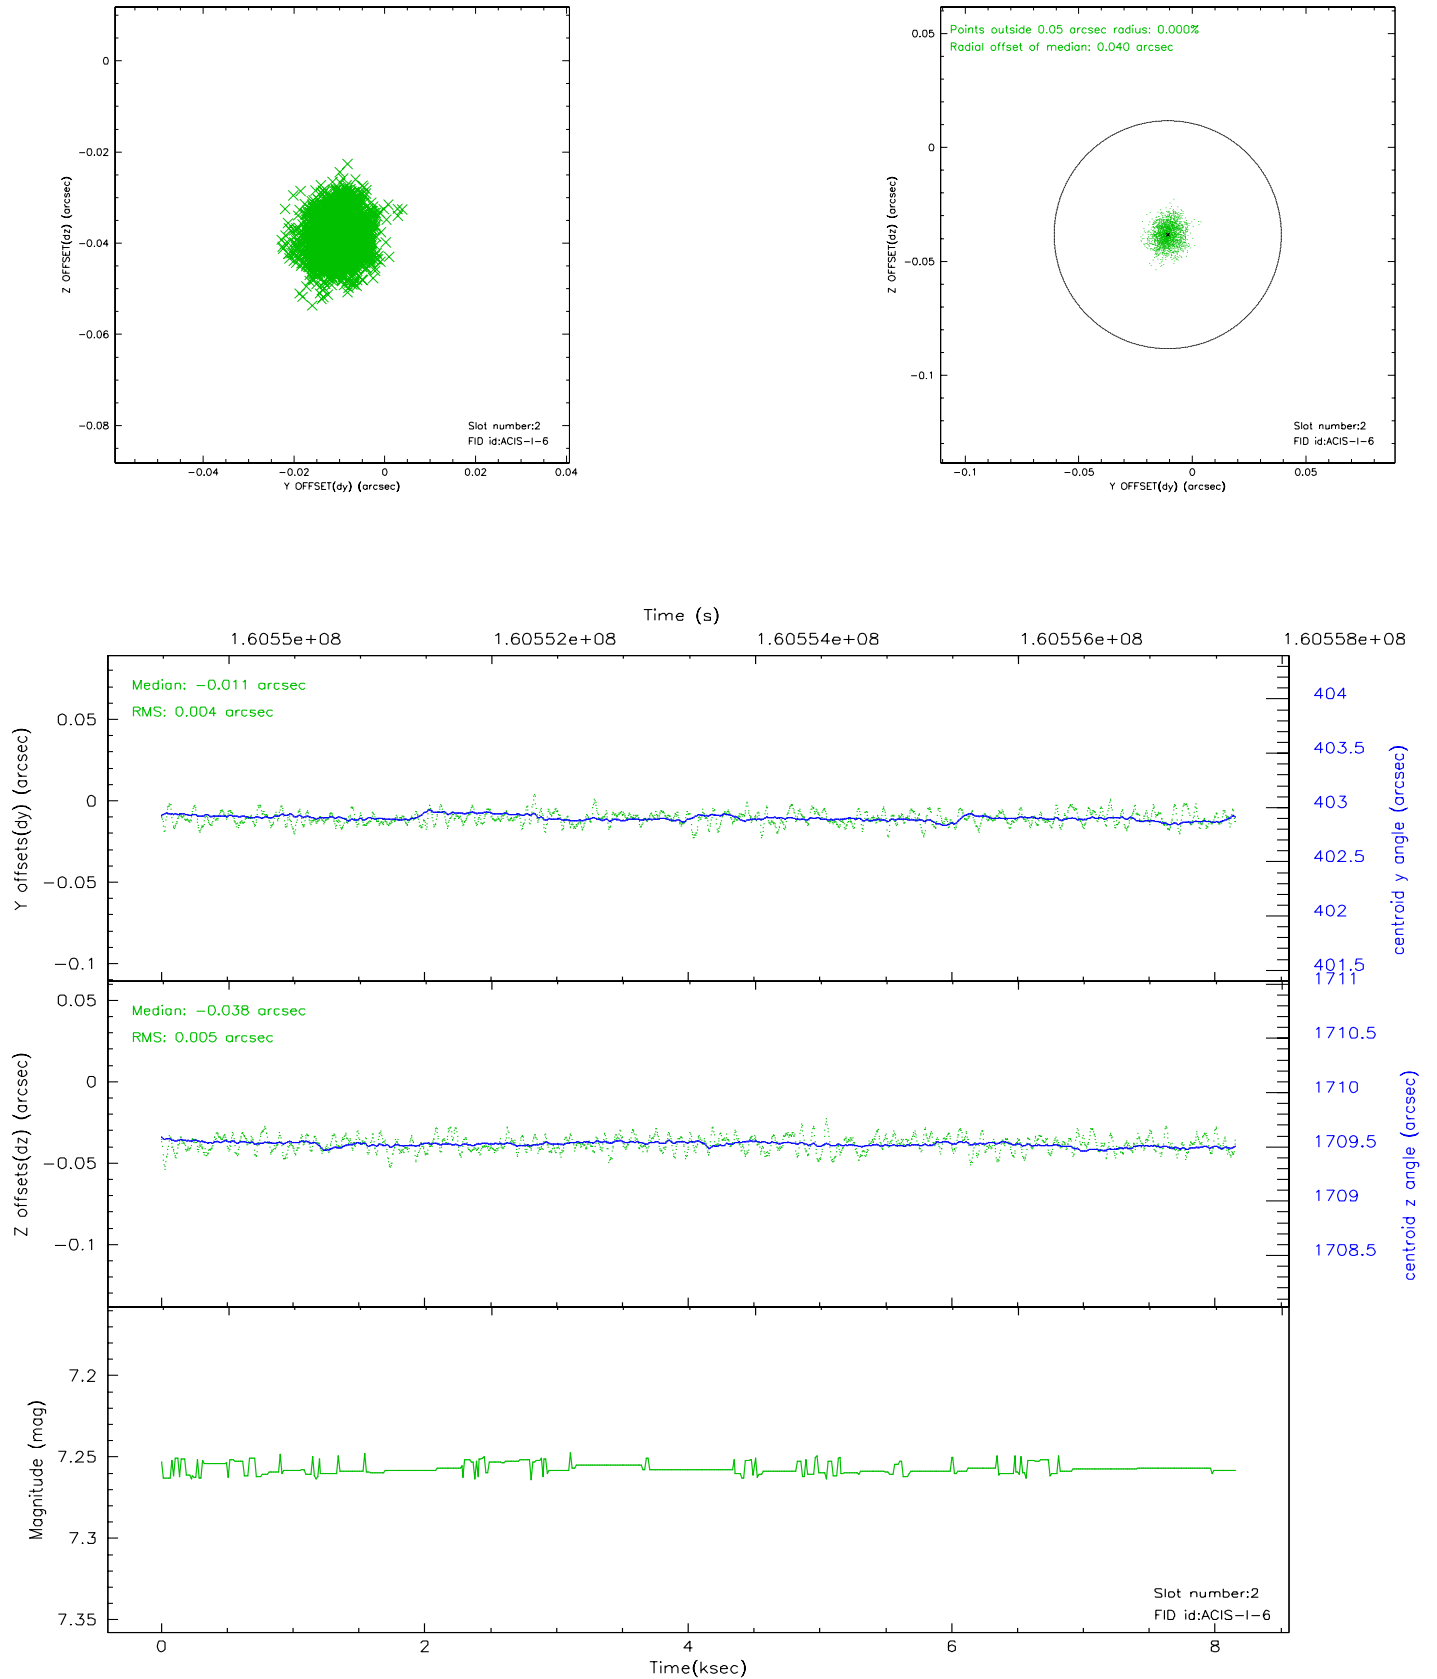 0
−0.02
−0.04
−0.06
−0.08
Z OFFSET(dz) (arcsec)
Slot number:2
FID id:ACIS−I−6
−0.04
−0.02
0
0.02
0.04
Y OFFSET(dy) (arcsec)
Points outside 0.05 arcsec radius: 0.000%
Radial offset of median: 0.040 arcsec
0.05
0
−0.05
−0.1
Z OFFSET(dz) (arcsec)
Slot number:2
FID id:ACIS−I−6
−0.1
−0.05
0
0.05
Y OFFSET(dy) (arcsec)
Time (s)
1.6055e+08
1.60552e+08
1.60554e+08
1.60556e+08
1.60558e+08
Median: −0.011 arcsec
RMS: 0.004 arcsec
0.05
0
−0.05
−0.1
Y offsets(dy) (arcsec)
404
403.5
403
402.5
402
401.5
centroid y angle (arcsec)
Median: −0.038 arcsec
RMS: 0.005 arcsec
0.05
0
−0.05
−0.1
Z offsets(dz) (arcsec)
1711
1710.5
1710
1709.5
1709
1708.5
centroid z angle (arcsec)
7.2
7.25
7.3
7.35
Magnitude (mag)
Slot number:2
FID id:ACIS−I−6
0
2
4
6
8
Time(ksec)